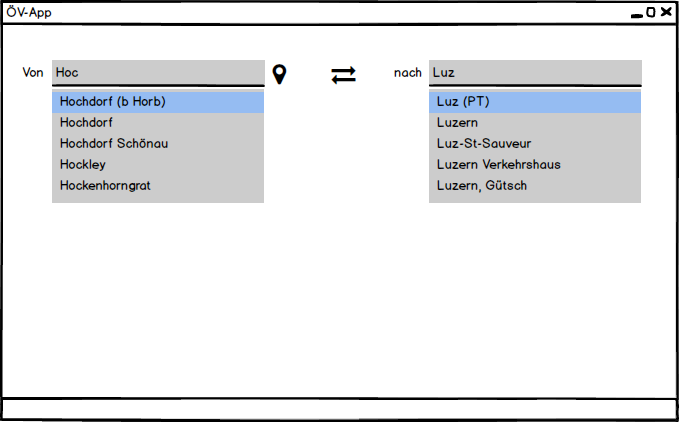 ÖV-App
Von Hoc nach Luz
Hochdorf (b Horb)
Hochdorf
Hochdorf Schönau
Hockley
Hockenhorngrat
Luz (PT)
Luzern
Luz-St-Sauveur
Luzern Verkehrshaus
Luzern, Gütsch